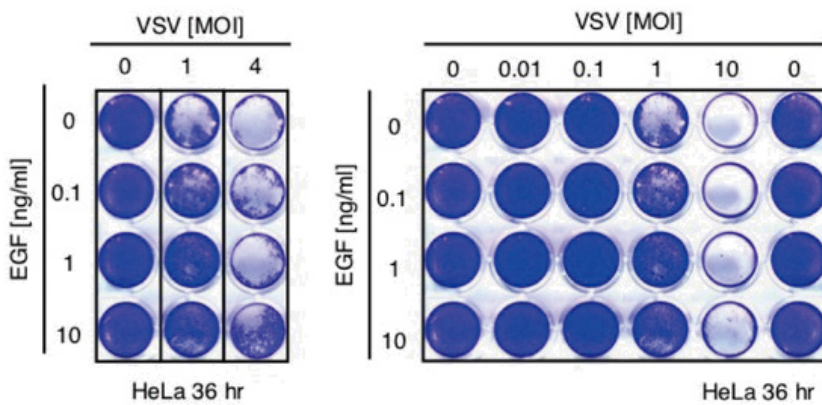 VSV [MOI]
0 1 4
EGF [ng/ml]
0
0.1
1
10
HeLa 36 hr
VSV [MOI]
0 0.01 0.1 1 10 0
EGF [ng/ml]
0
0.1
1
10
HeLa 36 hr